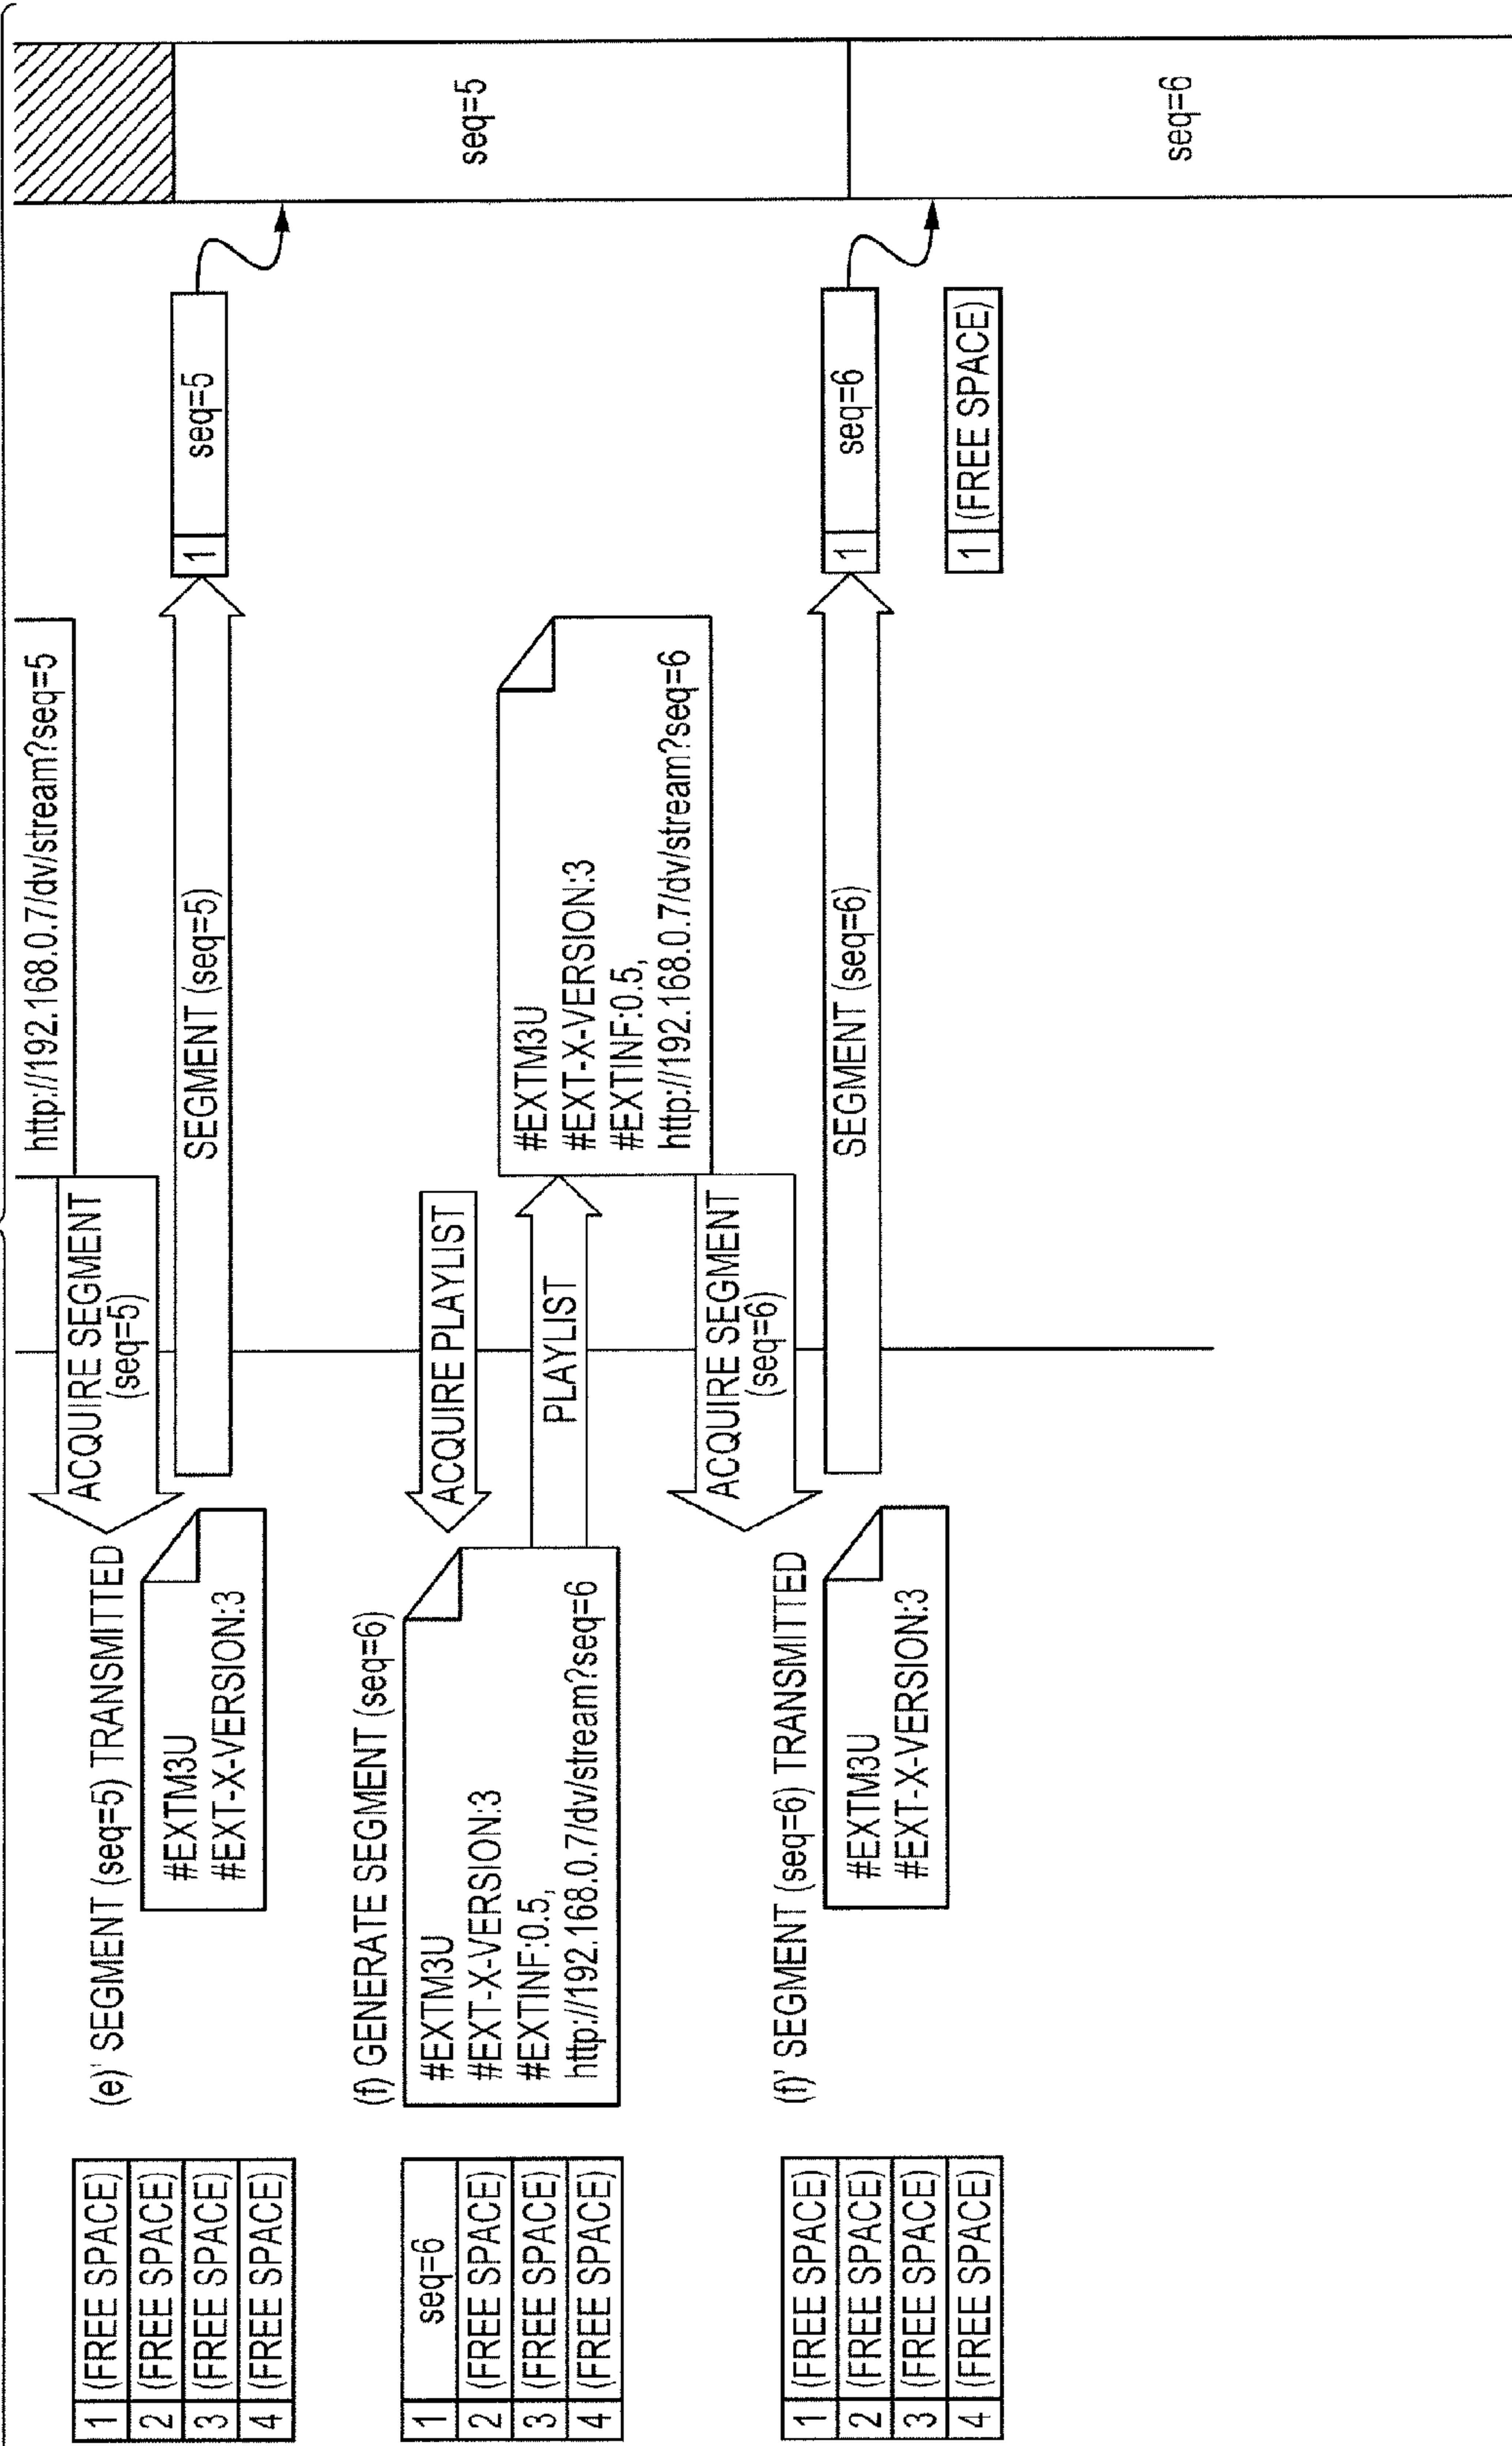 http://192.168.0.7/dv/stream?seq=5
ACQUIRE SEGMENT
(seq=5)
1 (FREE SPACE)
2 (FREE SPACE)
3 (FREE SPACE)
4 (FREE SPACE)
(e)' SEGMENT (seq=5) TRANSMITTED
#EXTM3U
#EXT-X-VERSION:3
SEGMENT (seq=5)
1 seq=5
seq=5
(f) GENERATE SEGMENT (seq=6)
1 seq=6
2 (FREE SPACE)
3 (FREE SPACE)
4 (FREE SPACE)
#EXTM3U
#EXT-X-VERSION:3
#EXTINF:0.5,
http://192.168.0.7/dv/stream?seq=6
ACQUIRE PLAYLIST
PLAYLIST
#EXTM3U
#EXT-X-VERSION:3
#EXTINF:0.5,
http://192.168.0.7/dv/stream?seq=6
ACQUIRE SEGMENT
(seq=6)
1 (FREE SPACE)
2 (FREE SPACE)
3 (FREE SPACE)
4 (FREE SPACE)
(f)' SEGMENT (seq=6) TRANSMITTED
#EXTM3U
#EXT-X-VERSION:3
SEGMENT (seq=6)
1 seq=6
1 (FREE SPACE)
seq=6